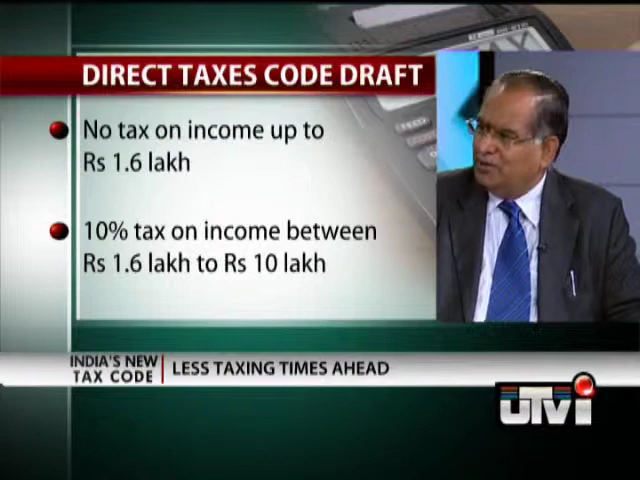 DIRECT TAXES CODE DRAFT
No tax on income up to
Rs 1.6 lakh
10% tax on income between
Rs 1.6 lakh to Rs 10 lakh
INDIA'S NEW
TAX CODE
LESS TAXING TIMES AHEAD
UTVi